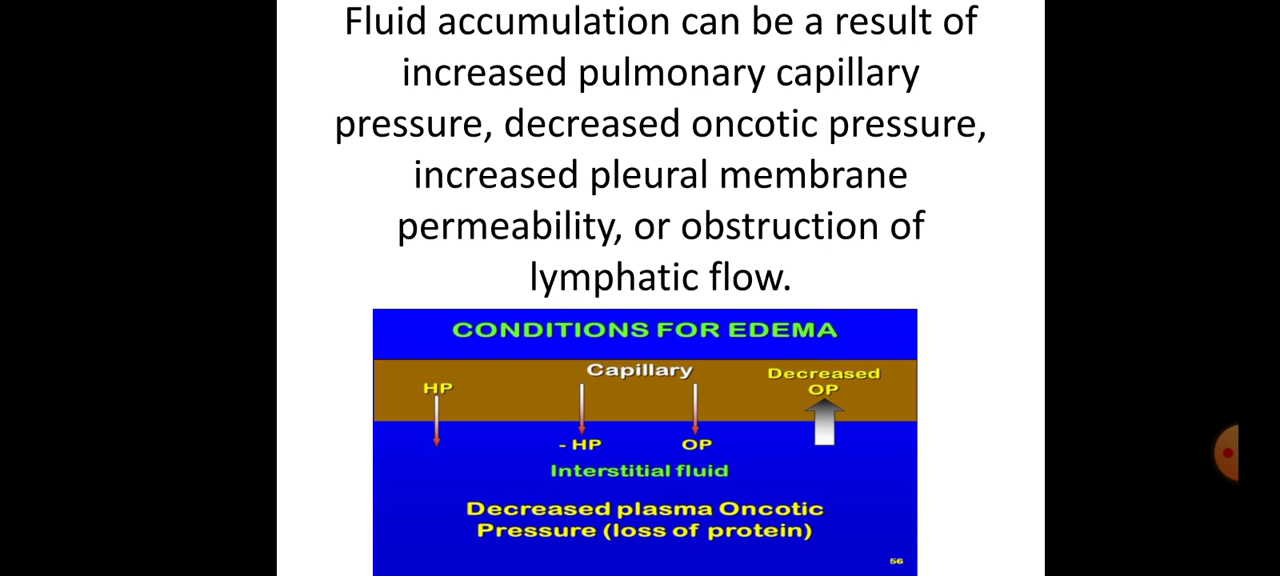 Fluid accumulation can be a result of
increased pulmonary capillary
pressure, decreased oncotic pressure,
increased pleural membrane
permeability, or obstruction of
lymphatic flow.
CONDITIONS FOR EDEMA
Capillary
HP
Decreased
OP
- HP
OP
Interstitial fluid
Decreased plasma Oncotic
Pressure (loss of protein)
56